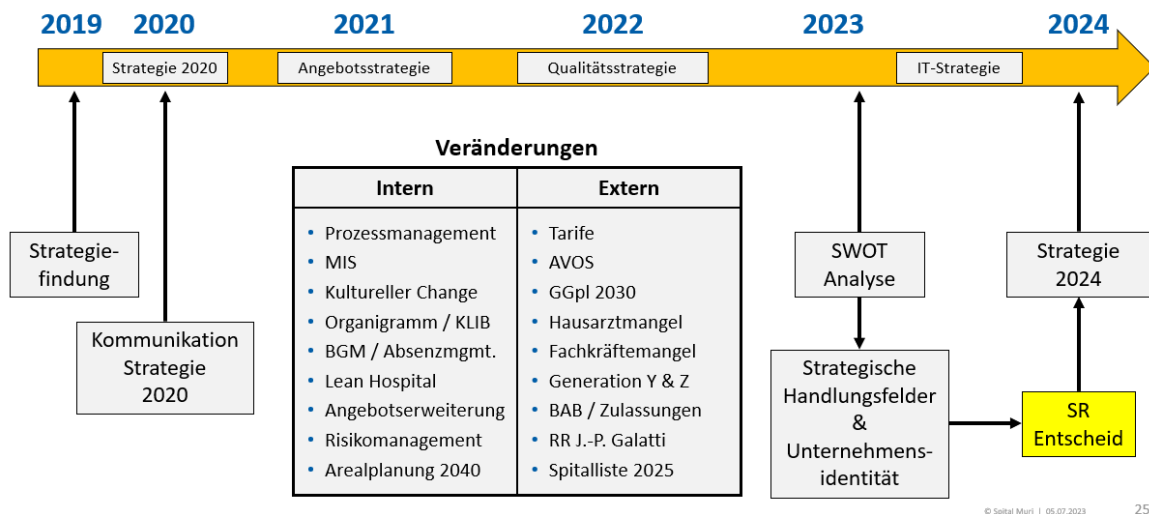 2019
2020
2021
2022
2023
2024
Strategie 2020
Angebotsstrategie
Qualitätsstrategie
IT-Strategie
Strategie-
findung
Kommunikation
Strategie
2020
Veränderungen
Intern
• Prozessmanagement
• MIS
• Kultureller Change
• Organigramm / KLIB
• BGM / Absenzmgmt.
• Lean Hospital
• Angebotserweiterung
• Risikomanagement
• Arealplanung 2040
Extern
• Tarife
• AVOS
• GGpl 2030
• Hausarztmangel
• Fachkräftemangel
• Generation Y & Z
• BAB / Zulassungen
• RR J.-P. Galatti
• Spitalliste 2025
SWOT
Analyse
Strategische
Handlungsfelder
&
Unternehmens-
identität
Strategie
2024
SR
Entscheid
© Spital Muri | 05.07.2023
25